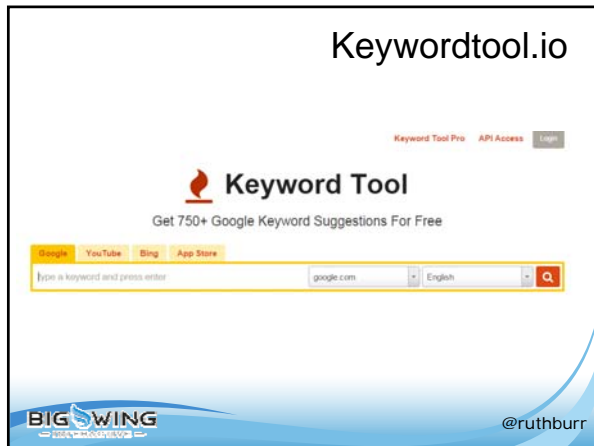 Keywordtool.io
Keyword Tool Pro API Access Login
Keyword Tool
Get 750+ Google Keyword Suggestions For Free
Google YouTube Bing App Store
Type a keyword and press enter google.com English
BIG WING
INTERACTIVE
@ruthburr